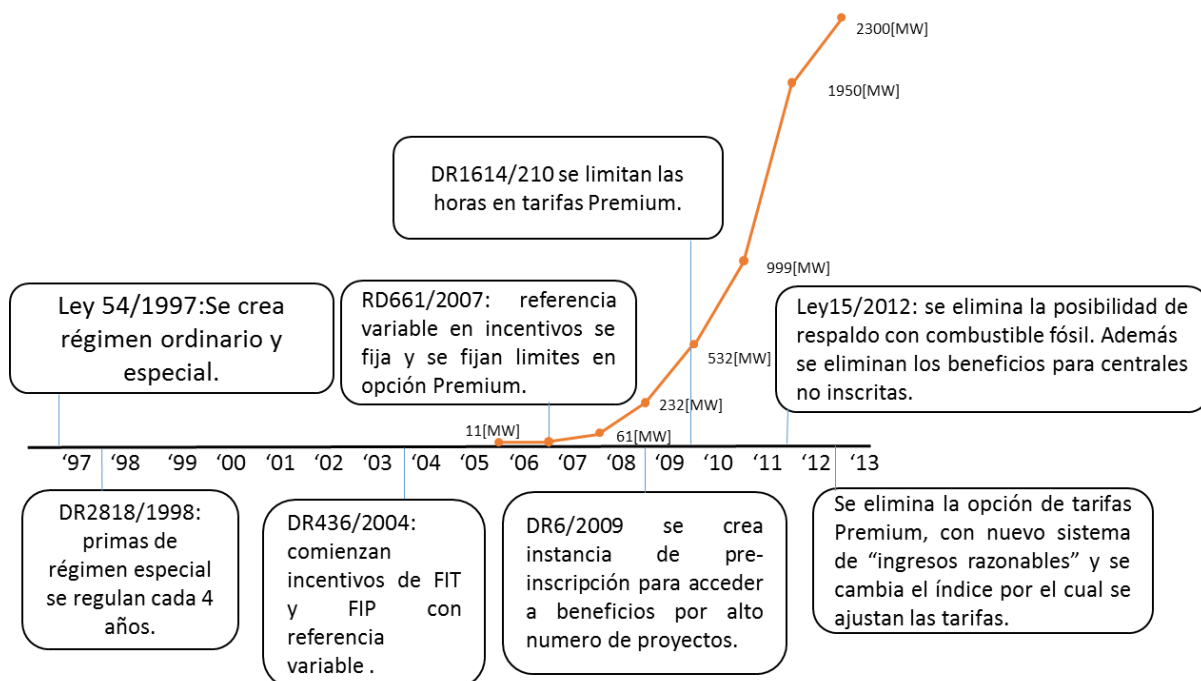 2300[MW]
1950[MW]
DR1614/210 se limitan las
horas en tarifas Premium.
999[MW]
Ley 54/1997:Se crea
régimen ordinario y
especial.
RD661/2007: referencia
variable en incentivos se
fija y se fijan limites en
opción Premium.
Ley15/2012: se elimina la posibilidad de
respaldo con combustible fósil. Además
se eliminan los beneficios para centrales
no inscritas.
532[MW]
232[MW]
11[MW]
61[MW]
‘97 ‘98 ‘99 ‘00 ‘01 ‘02 ‘03 ‘04 ‘05 ‘06 ‘07 ‘08 ‘09 ‘10 ‘11 ‘12 ‘13
DR2818/1998:
primas de
régimen especial
se regulan cada 4
años.
DR436/2004:
comienzan
incentivos de FIT
y FIP con
referencia
variable .
DR6/2009 se crea
instancia de pre-
inscripción para acceder
a beneficios por alto
numero de proyectos.
Se elimina la opción de tarifas
Premium, con nuevo sistema
de “ingresos razonables” y se
cambia el índice por el cual se
ajustan las tarifas.